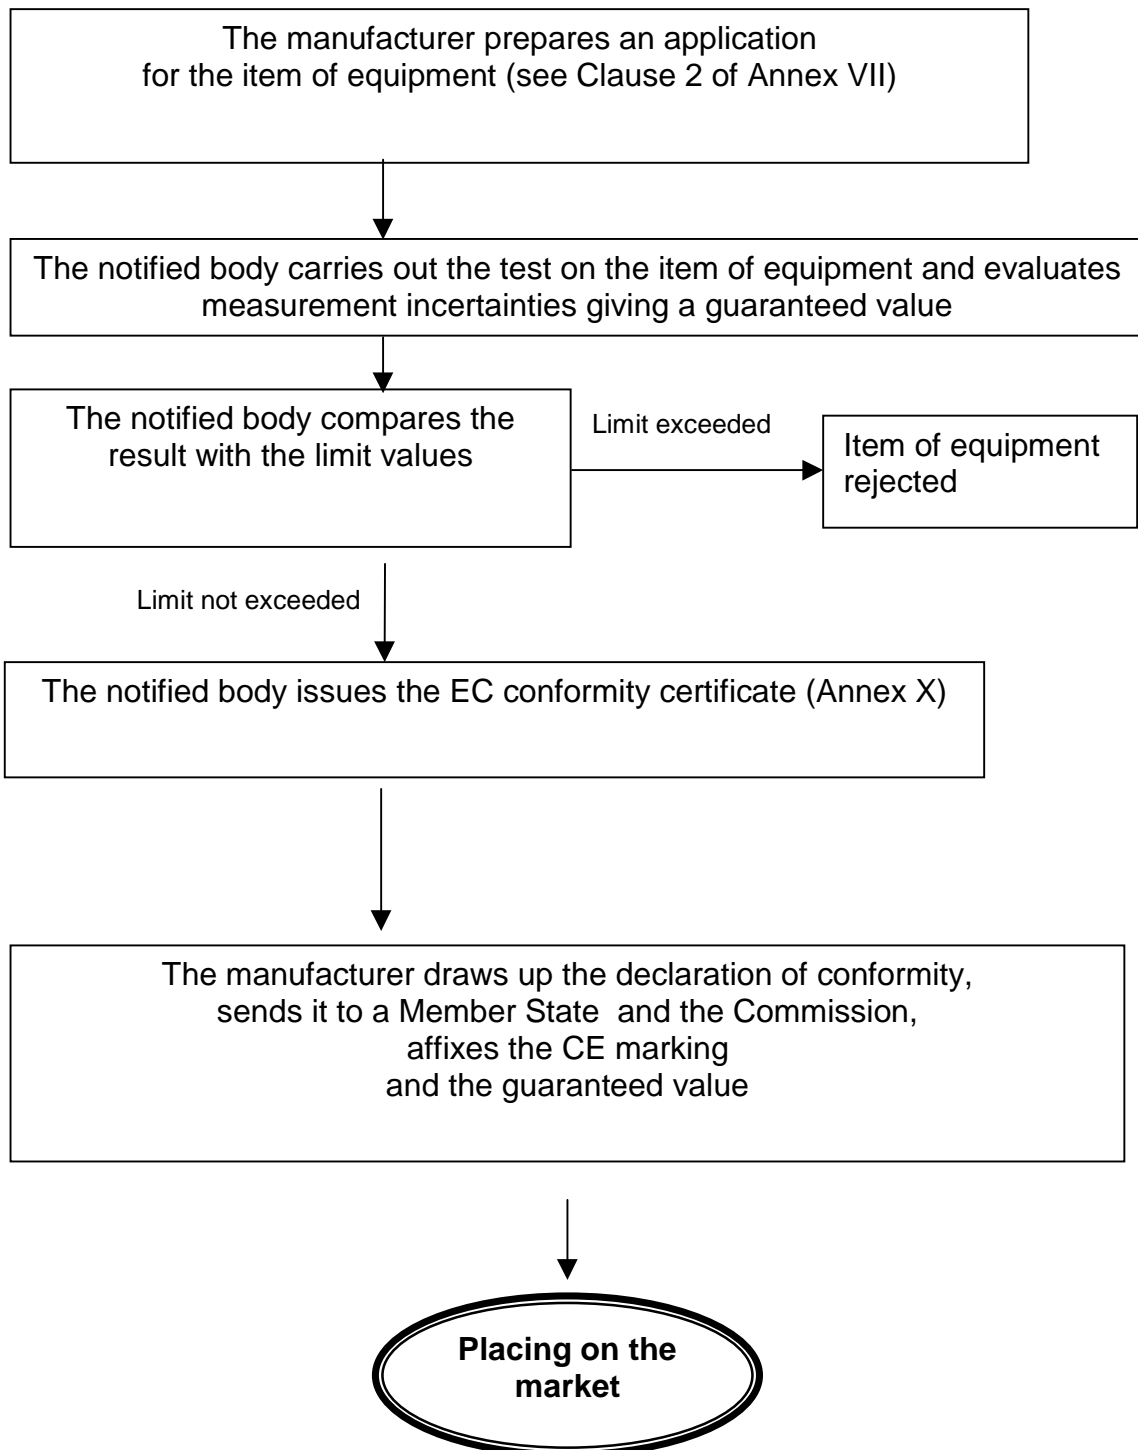 The manufacturer prepares an application
for the item of equipment (see Clause 2 of Annex VII)
The notified body carries out the test on the item of equipment and evaluates
measurement incertainties giving a guaranteed value
The notified body compares the
result with the limit values
Limit exceeded
Item of equipment
rejected
Limit not exceeded
The notified body issues the EC conformity certificate (Annex X)
The manufacturer draws up the declaration of conformity,
sends it to a Member State  and the Commission,
affixes the CE marking
and the guaranteed value
Placing on the
market